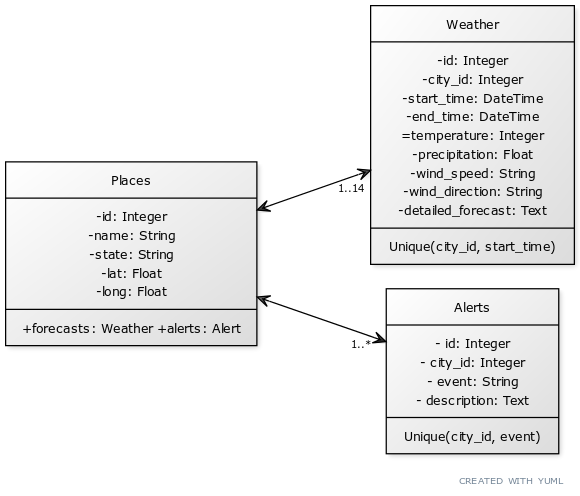 Weather
-id: Integer
-city_id: Integer
-start_time: DateTime
-end_time: DateTime
=temperature: Integer
-precipitation: Float
-wind_speed: String
-wind_direction: String
-detailed_forecast: Text
Unique(city_id, start_time)
1..14
Places
-id: Integer
-name: String
-state: String
-lat: Float
-long: Float
+forecasts: Weather +alerts: Alert
1..*
Alerts
- id: Integer
- city_id: Integer
- event: String
- description: Text
Unique(city_id, event)
CREATED WITH YUML